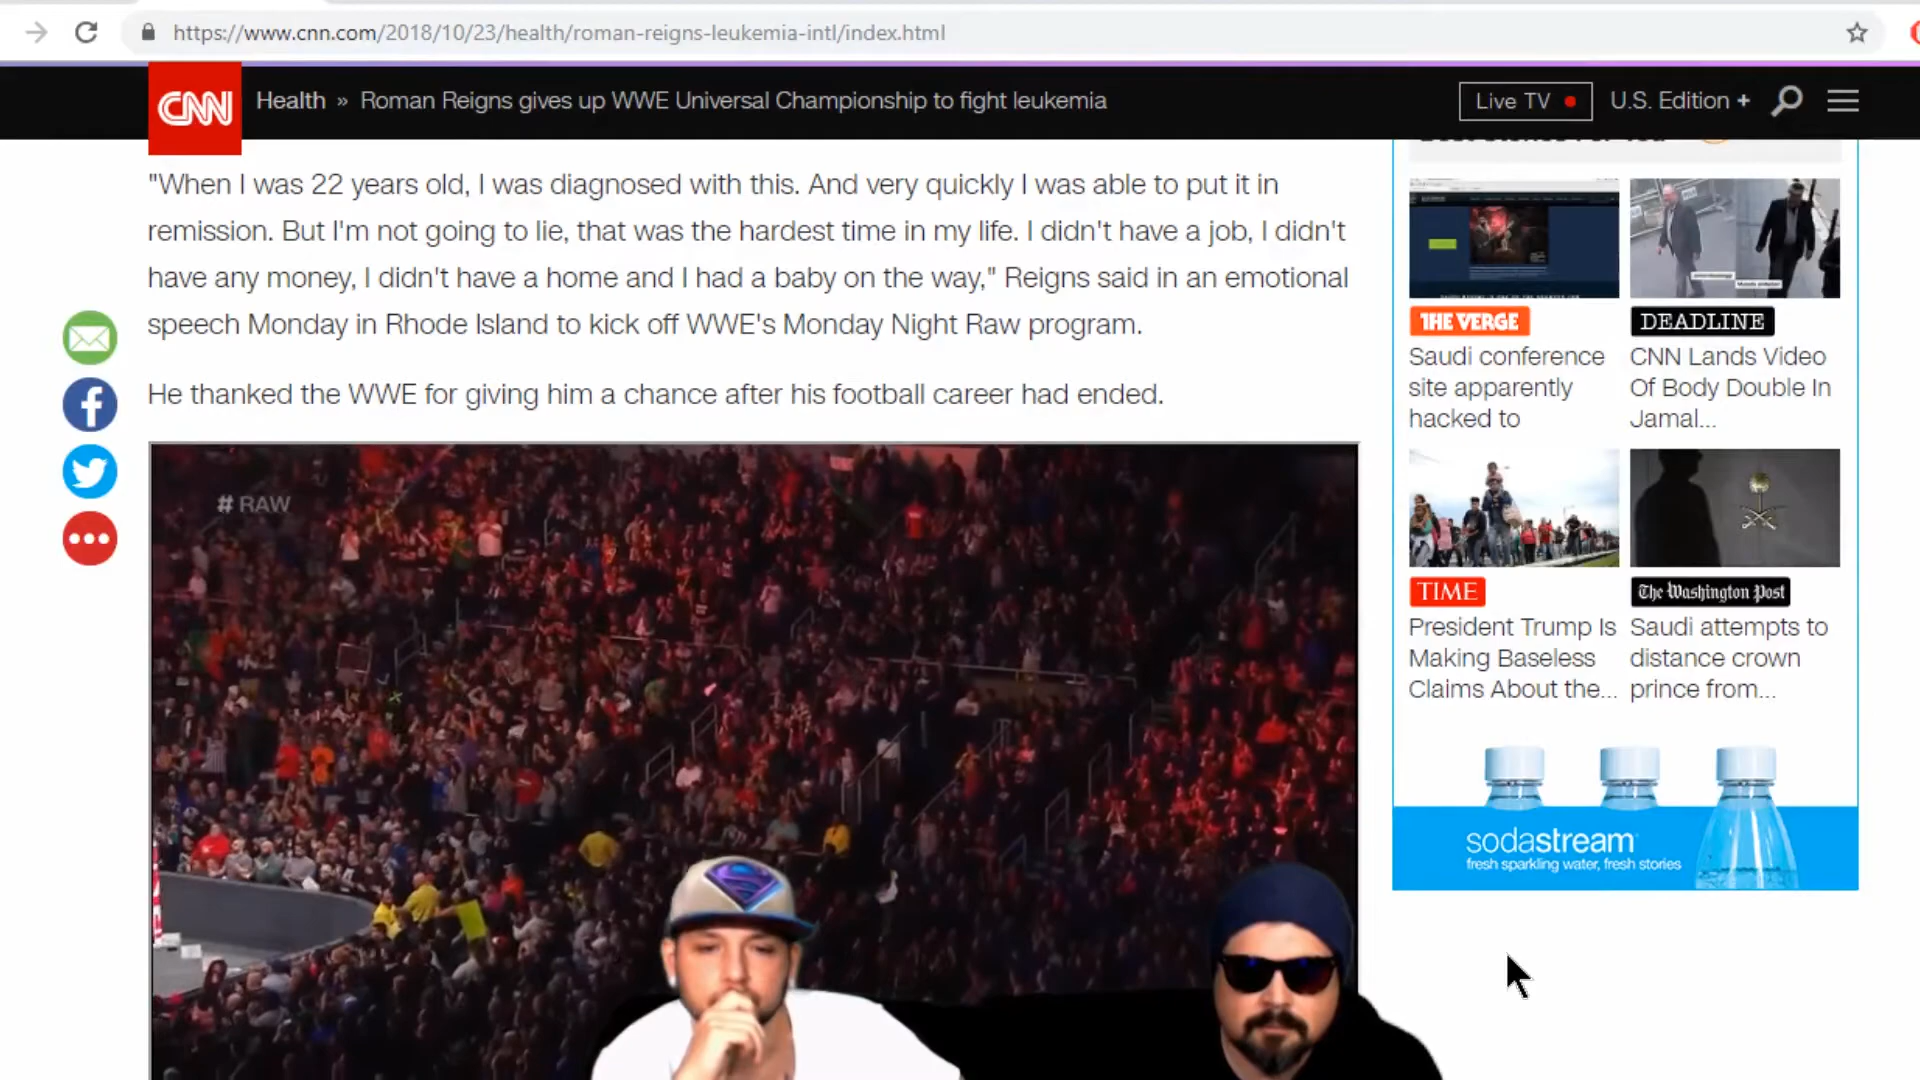 https://www.cnn.com/2018/10/23/health/roman-reigns-leukemia-intl/index.html
CNN
Health » Roman Reigns gives up WWE Universal Championship to fight leukemia
Live TV
U.S. Edition +
"When I was 22 years old, I was diagnosed with this. And very quickly I was able to put it in
remission. But I'm not going to lie, that was the hardest time in my life. I didn't have a job, I didn't
have any money, I didn't have a home and I had a baby on the way," Reigns said in an emotional
speech Monday in Rhode Island to kick off WWE's Monday Night Raw program.
He thanked the WWE for giving him a chance after his football career had ended.
# RAW
THE VERGE
Saudi conference
site apparently
hacked to
DEADLINE
CNN Lands Video
Of Body Double In
Jamal...
TIME
President Trump Is
Making Baseless
Claims About the...
The Washington Post
Saudi attempts to
distance crown
prince from...
sodastream
fresh sparkling water, fresh stories